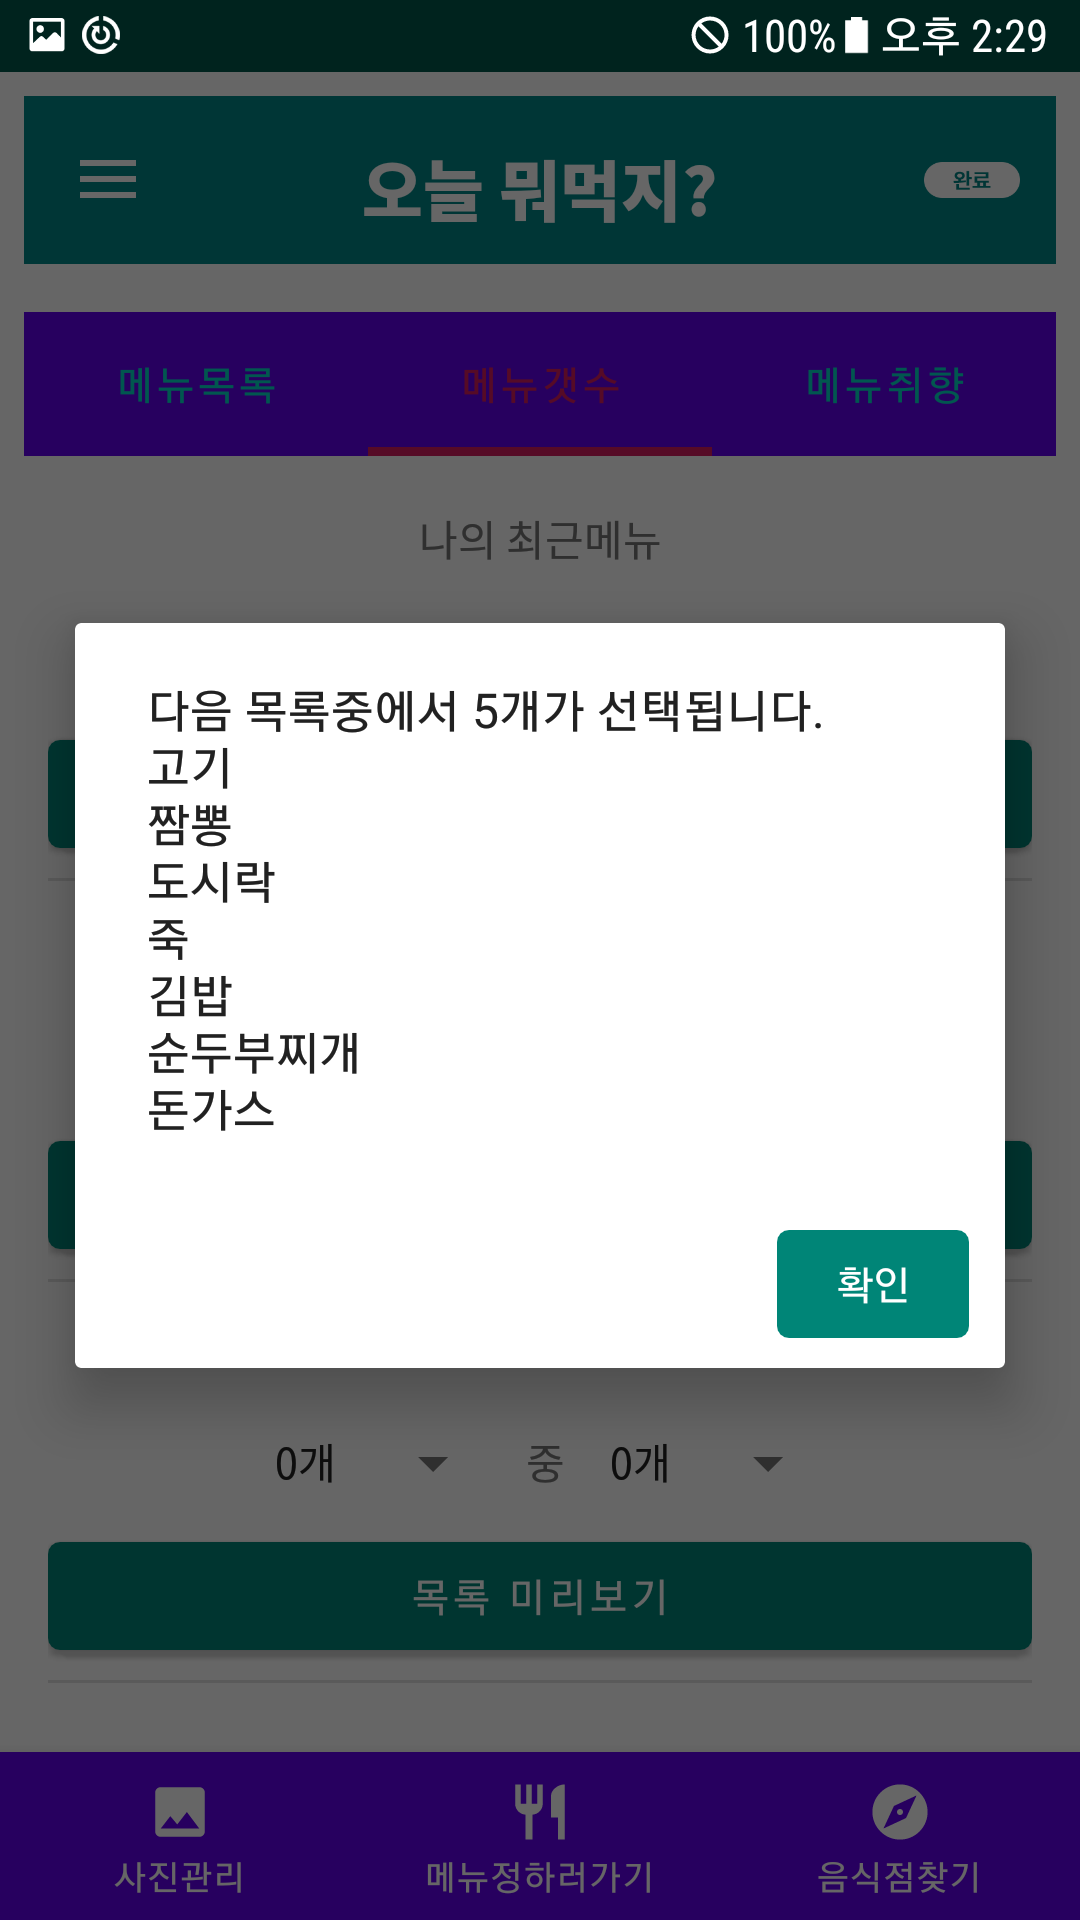 100% 오후 2:29
오늘 뭐먹지?
완료
메뉴목록 메뉴갯수 메뉴취향
나의 최근메뉴
다음 목록중에서 5개가 선택됩니다.
고기
짬뽕
도시락
죽
김밥
순두부찌개
돈가스
확인
0개 중 0개
목록 미리보기
사진관리 메뉴정하러가기 음식점찾기